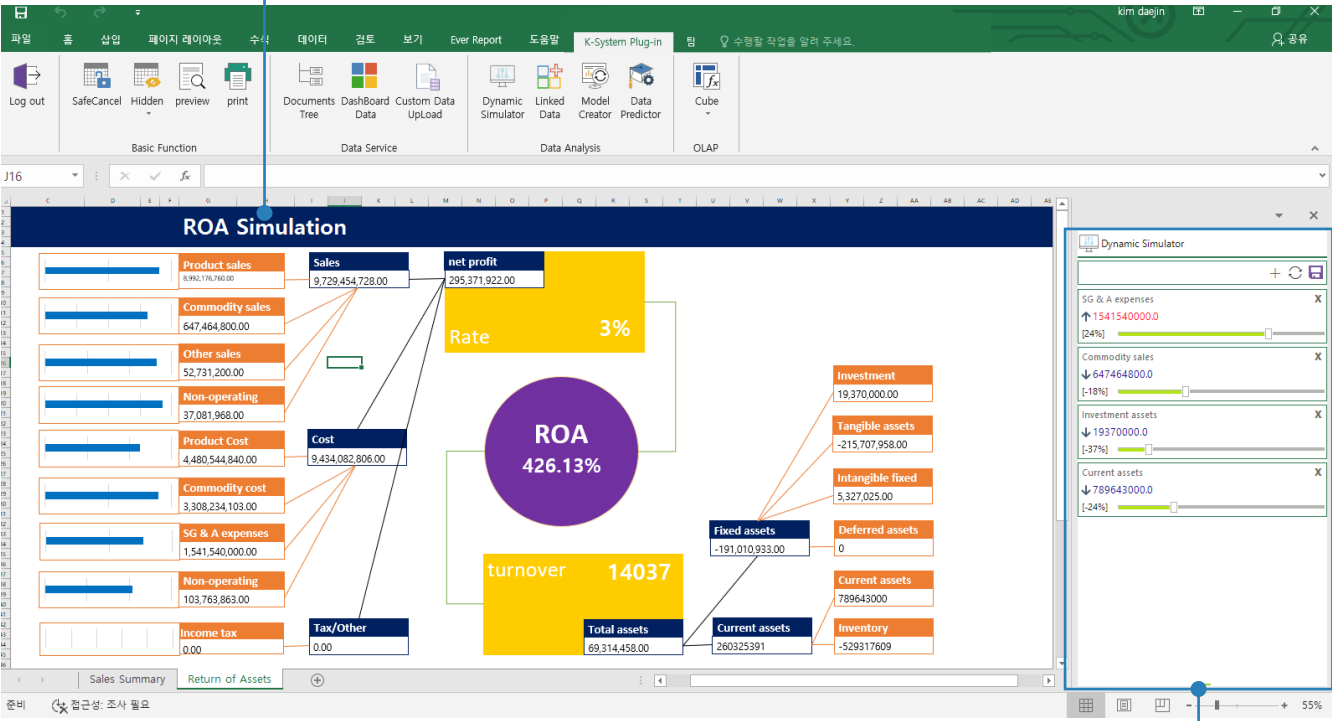 kim daejin
파일 홈 삽입 페이지 레이아웃 수식 데이터 검토 보기 Ever Report 도움말 K-System Plug-in 팀 수행할 작업을 알려 주세요. 공유
Log out SafeCancel Hidden preview print Documents Tree DashBoard Data Custom Data UpLoad Dynamic Simulator Linked Data Model Creator Data Predictor Cube
Basic Function Data Service Data Analysis OLAP
J16 fx
C D E F G H I J K L M N O P Q R S T U V W X Y Z AA AB AC AD AE
ROA Simulation
Product sales
8,992,176,760.00
Commodity sales
647,464,800.00
Other sales
52,731,200.00
Non-operating
37,081,968.00
Product Cost
4,480,544,840.00
Commodity cost
3,308,234,103.00
SG & A expenses
1,541,540,000.00
Non-operating
103,763,863.00
Income tax
0.00
Sales
9,729,454,728.00
Cost
9,434,082,806.00
Tax/Other
0.00
net profit
295,371,922.00
Rate 3%
ROA
426.13%
turnover 14037
Total assets
69,314,458.00
Fixed assets
-191,010,933.00
Current assets
260325391
Investment
19,370,000.00
Tangible assets
-215,707,958.00
Intangible fixed
5,327,025.00
Deferred assets
0
Current assets
789643000
Inventory
-529317609
Dynamic Simulator
SG & A expenses X
1541540000.0
[24%]
Commodity sales X
647464800.0
[-18%]
Investment assets X
19370000.0
[-37%]
Current assets X
789643000.0
[-24%]
Sales Summary Return of Assets
준비 접근성: 조사 필요 55%